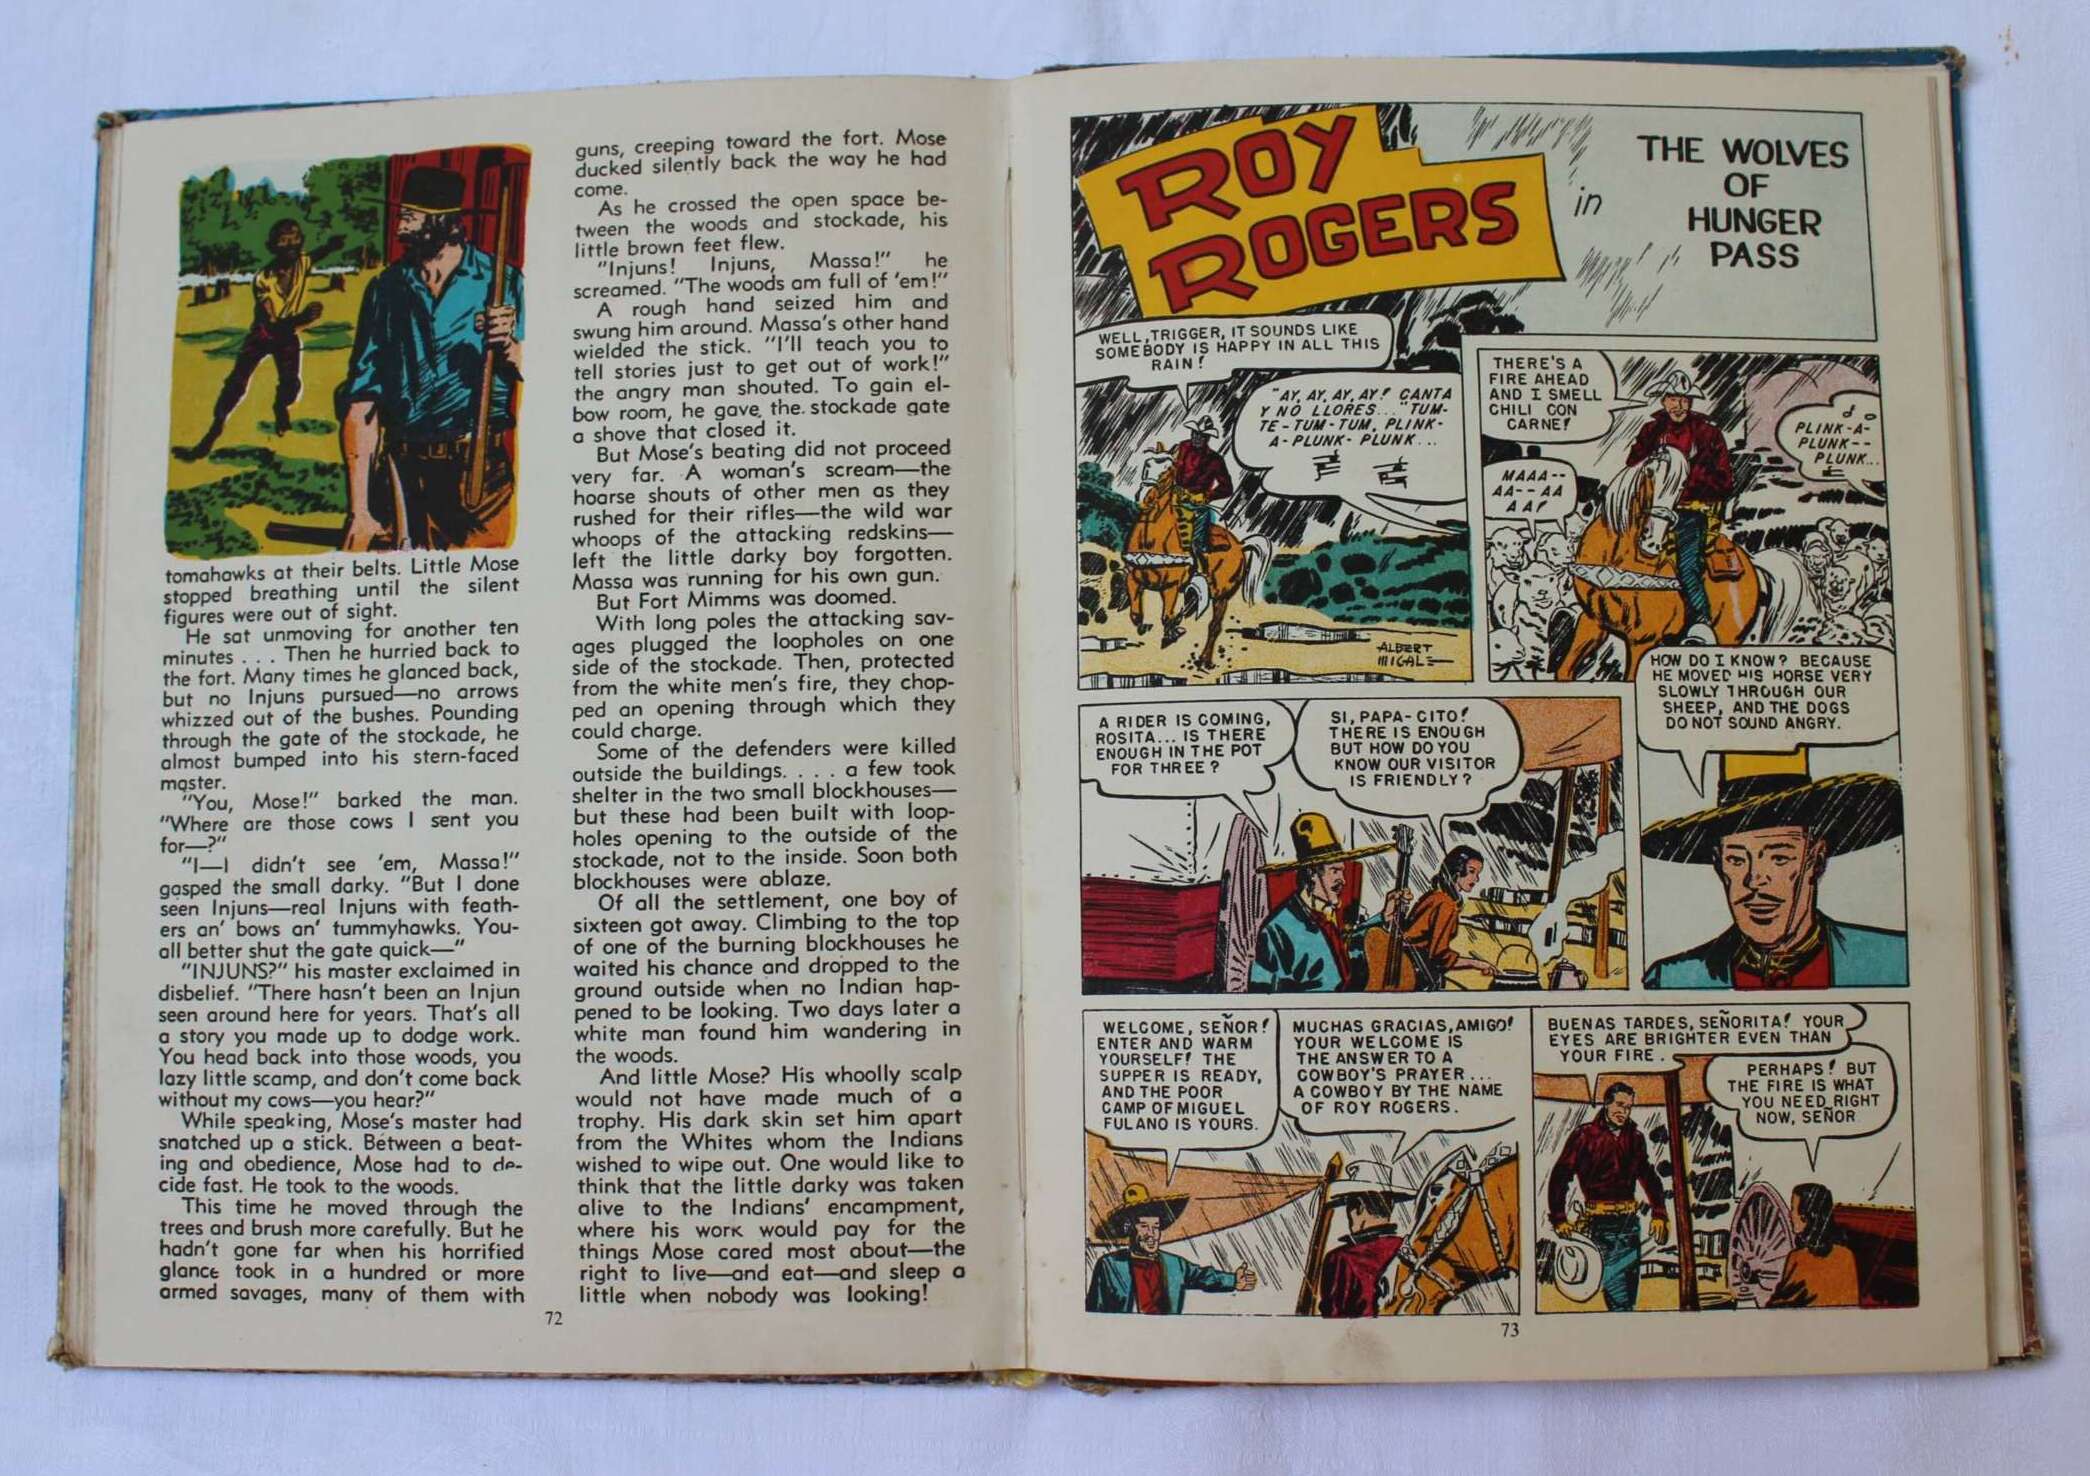 tomahawks at their belts. Little Mose
stopped breathing until the silent
figures were out of sight.
He sat unmoving for another ten
minutes . . . Then he hurried back to
the fort. Many times he glanced back,
but no Injuns pursued—no arrows
whizzed out of the bushes. Pounding
through the gate of the stockade, he
almost bumped into his stern-faced
master.
"You, Mose!" barked the man.
"Where are those cows I sent you
for—?"
"I—I didn't see 'em, Massa!"
gasped the small darky. "But I done
seen Injuns—real Injuns with feath-
ers an' bows an' tummyhawks. You-
all better shut the gate quick—"
"INJUNS?" his master exclaimed in
disbelief. "There hasn't been an Injun
seen around here for years. That's all
a story you made up to dodge work.
You head back into those woods, you
lazy little scamp, and don't come back
without my cows—you hear?"
While speaking, Mose's master had
snatched up a stick. Between a beat-
ing and obedience, Mose had to de-
cide fast. He took to the woods.
This time he moved through the
trees and brush more carefully. But he
hadn't gone far when his horrified
glance took in a hundred or more
armed savages, many of them with
guns, creeping toward the fort. Mose
ducked silently back the way he had
come.
As he crossed the open space be-
tween the woods and stockade, his
little brown feet flew.
"Injuns! Injuns, Massa!" he
screamed. "The woods am full of 'em!"
A rough hand seized him and
swung him around. Massa's other hand
wielded the stick. "I'll teach you to
tell stories just to get out of work!"
the angry man shouted. To gain el-
bow room, he gave the stockade gate
a shove that closed it.
But Mose's beating did not proceed
very far. A woman's scream—the
hoarse shouts of other men as they
rushed for their rifles—the wild war
whoops of the attacking redskins—
left the little darky boy forgotten.
Massa was running for his own gun.
But Fort Mimms was doomed.
With long poles the attacking sav-
ages plugged the loopholes on one
side of the stockade. Then, protected
from the white men's fire, they chop-
ped an opening through which they
could charge.
Some of the defenders were killed
outside the buildings. . . . a few took
shelter in the two small blockhouses—
but these had been built with loop-
holes opening to the outside of the
stockade, not to the inside. Soon both
blockhouses were ablaze.
Of all the settlement, one boy of
sixteen got away. Climbing to the top
of one of the burning blockhouses he
waited his chance and dropped to the
ground outside when no Indian hap-
pened to be looking. Two days later a
white man found him wandering in
the woods.
And little Mose? His whoolly scalp
would not have made much of a
trophy. His dark skin set him apart
from the Whites whom the Indians
wished to wipe out. One would like to
think that the little darky was taken
alive to the Indians' encampment,
where his work would pay for the
things Mose cared most about—the
right to live—and eat—and sleep a
little when nobody was looking!
72
ROY
ROGERS
in
THE WOLVES
OF
HUNGER
PASS
WELL, TRIGGER, IT SOUNDS LIKE
SOMEBODY IS HAPPY IN ALL THIS
RAIN!
"AY, AY, AY, AY! CANTA
Y NO LLORES... "TUM-
TE-TUM-TUM, PLINK-
A-PLUNK- PLUNK...
ALBERT
MICALE
THERE'S A
FIRE AHEAD
AND I SMELL
CHILI CON
CARNE!
MAAA--
AA--AA
AA!
PLINK-A-
PLUNK--
PLUNK...
A RIDER IS COMING,
ROSITA... IS THERE
ENOUGH IN THE POT
FOR THREE?
SI, PAPA-CITO!
THERE IS ENOUGH
BUT HOW DO YOU
KNOW OUR VISITOR
IS FRIENDLY?
HOW DO I KNOW? BECAUSE
HE MOVED HIS HORSE VERY
SLOWLY THROUGH OUR
SHEEP, AND THE DOGS
DO NOT SOUND ANGRY.
WELCOME, SEÑOR!
ENTER AND WARM
YOURSELF! THE
SUPPER IS READY,
AND THE POOR
CAMP OF MIGUEL
FULANO IS YOURS.
MUCHAS GRACIAS, AMIGO!
YOUR WELCOME IS
THE ANSWER TO A
COWBOY'S PRAYER...
A COWBOY BY THE NAME
OF ROY ROGERS.
BUENAS TARDES, SEÑORITA! YOUR
EYES ARE BRIGHTER EVEN THAN
YOUR FIRE.
PERHAPS! BUT
THE FIRE IS WHAT
YOU NEED RIGHT
NOW, SEÑOR
73